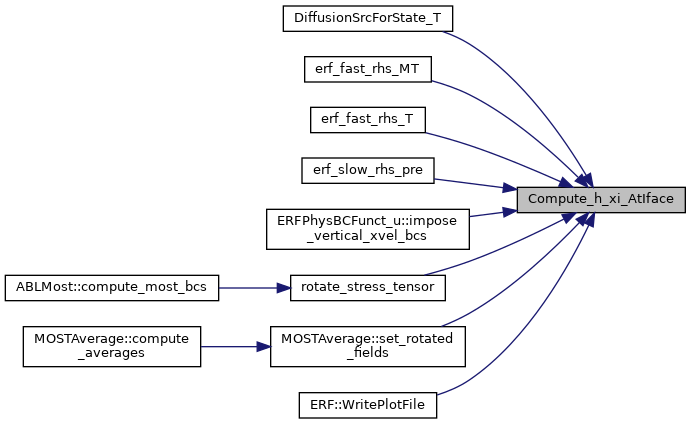 DiffusionSrcForState_T
erf_fast_rhs_MT
erf_fast_rhs_T
erf_slow_rhs_pre
Compute_h_xi_AtIface
ERFPhysBCFunct_u::impose
_vertical_xvel_bcs
ABLMost::compute_most_bcs
rotate_stress_tensor
MOSTAverage::compute
_averages
MOSTAverage::set_rotated
_fields
ERF::WritePlotFile